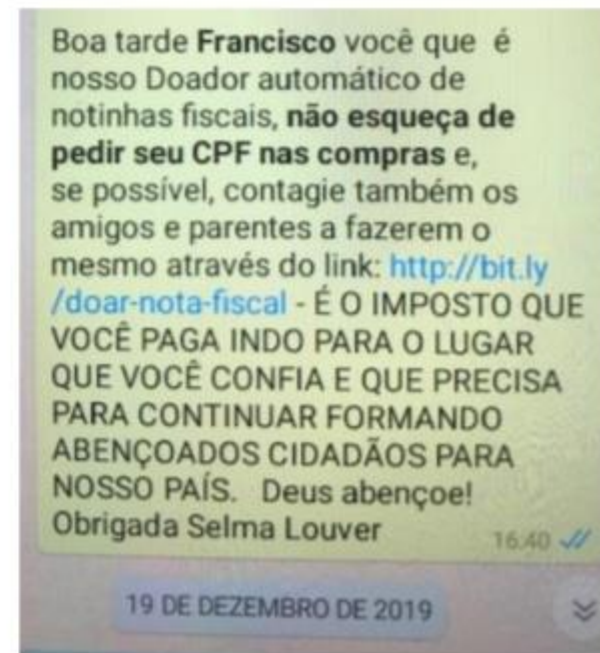 Boa tarde Francisco você que é
nosso Doador automático de
notinhas fiscais, não esqueça de
pedir seu CPF nas compras e,
se possível, contagie também os
amigos e parentes a fazerem o
mesmo através do link: http://bit.ly
/doar-nota-fiscal - É O IMPOSTO QUE
VOCÊ PAGA INDO PARA O LUGAR
QUE VOCÊ CONFIA E QUE PRECISA
PARA CONTINUAR FORMANDO
ABENÇOADOS CIDADÃOS PARA
NOSSO PAÍS. Deus abençoe!
Obrigada Selma Louver
16:40
19 DE DEZEMBRO DE 2019